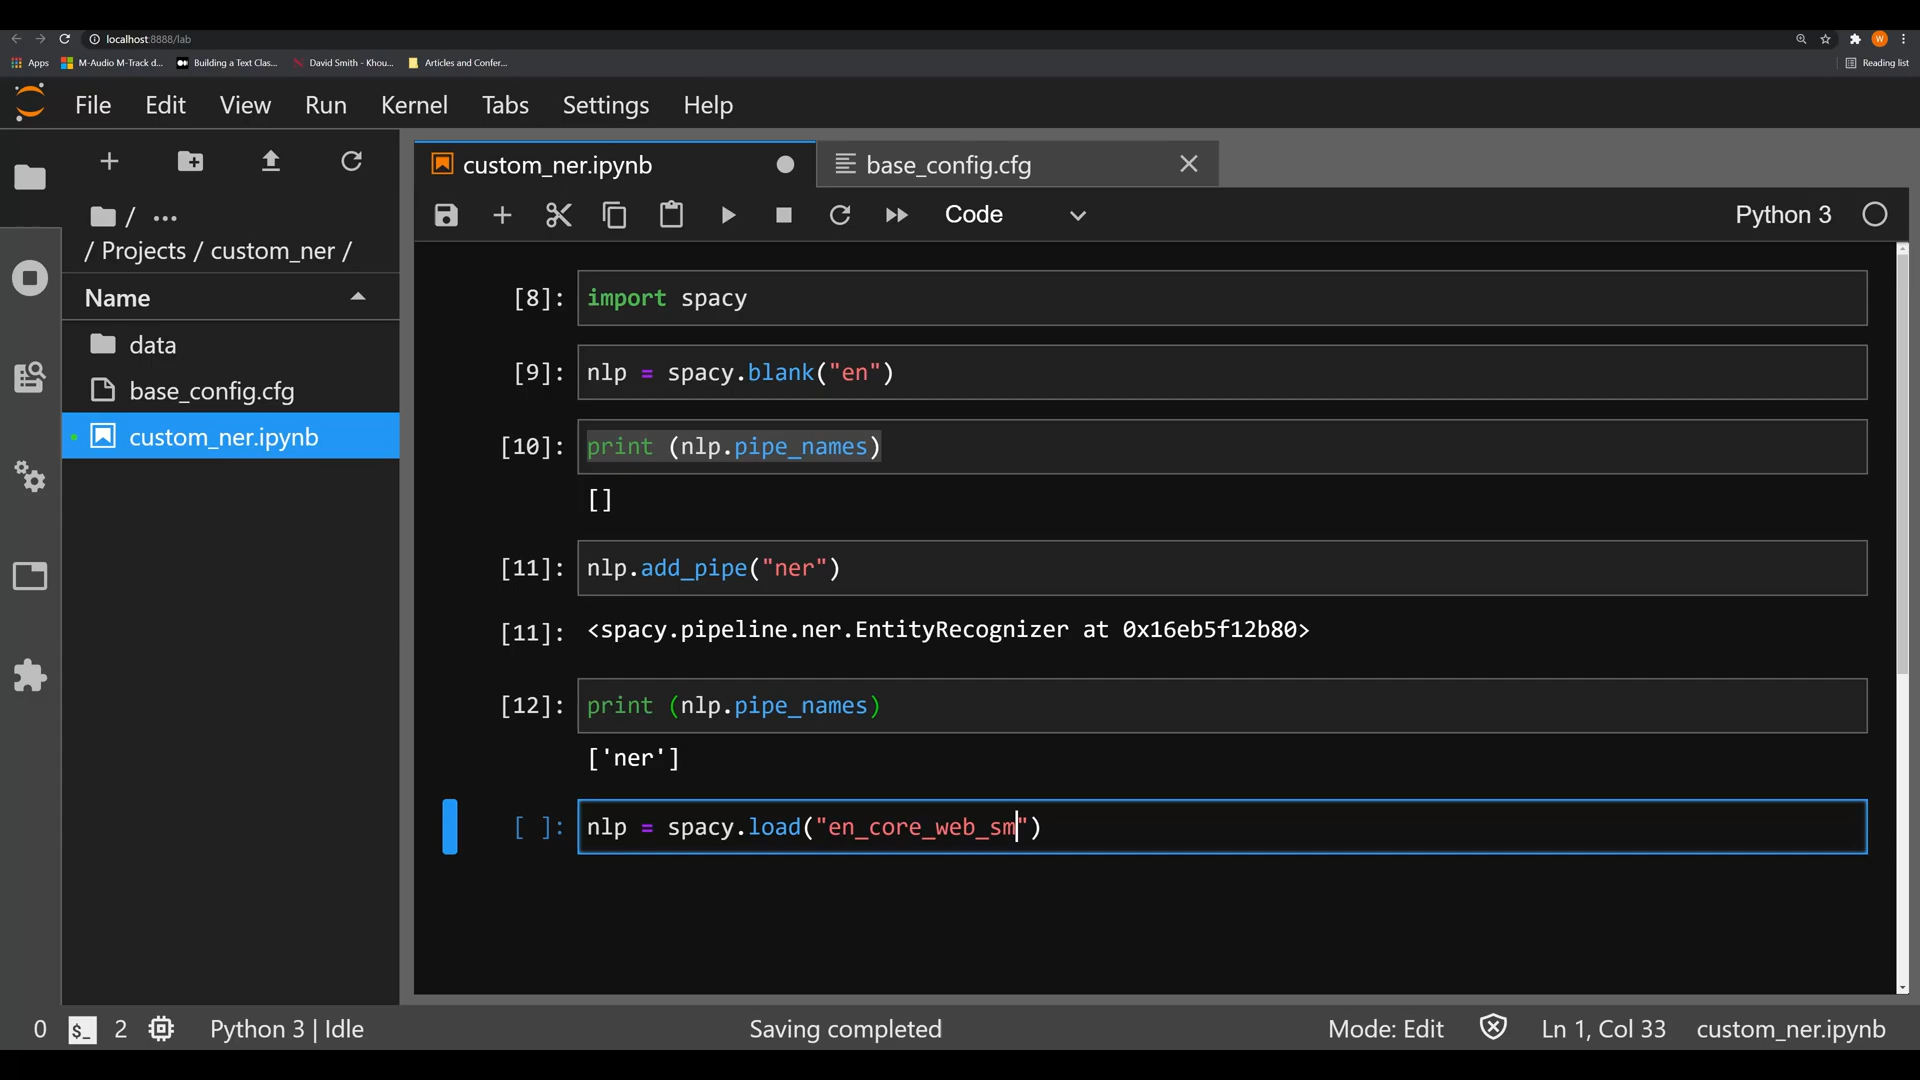 localhost:8888/lab
Apps
M-Audio M-Track d...
Building a Text Clas...
David Smith - Khou...
Articles and Confer...
Reading list
File Edit View Run Kernel Tabs Settings Help
custom_ner.ipynb
base_config.cfg
Code
Python 3
/ ...
/ Projects / custom_ner /
Name
data
base_config.cfg
custom_ner.ipynb
[8]: import spacy
[9]: nlp = spacy.blank("en")
[10]: print (nlp.pipe_names)
[]
[11]: nlp.add_pipe("ner")
[11]: <spacy.pipeline.ner.EntityRecognizer at 0x16eb5f12b80>
[12]: print (nlp.pipe_names)
['ner']
[ ]: nlp = spacy.load("en_core_web_sm")
0 $_ 2 Python 3 | Idle Saving completed Mode: Edit Ln 1, Col 33 custom_ner.ipynb
W